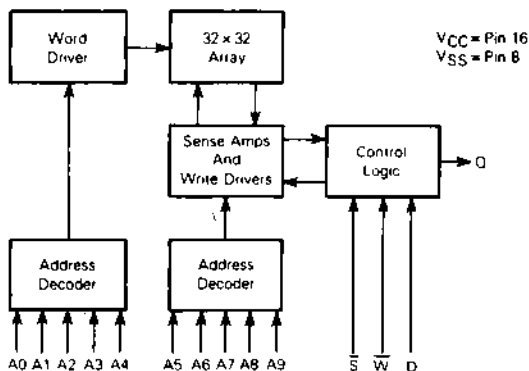 Word
Driver
32 × 32
Array
VCC = Pin 16
VSS = Pin 8
Sense Amps
And
Write Drivers
Control
Logic
Q
Address
Decoder
Address
Decoder
A0 A1 A2 A3 A4
A5 A6 A7 A8 A9
S̅ W̅ D